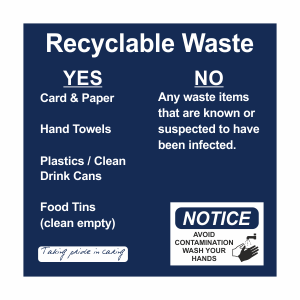 Recyclable Waste
YES
Card & Paper
Hand Towels
Plastics / Clean
Drink Cans
Food Tins
(clean empty)
Taking pride in caring
NO
Any waste items
that are known or
suspected to have
been infected.
NOTICE
AVOID
CONTAMINATION
WASH YOUR
HANDS